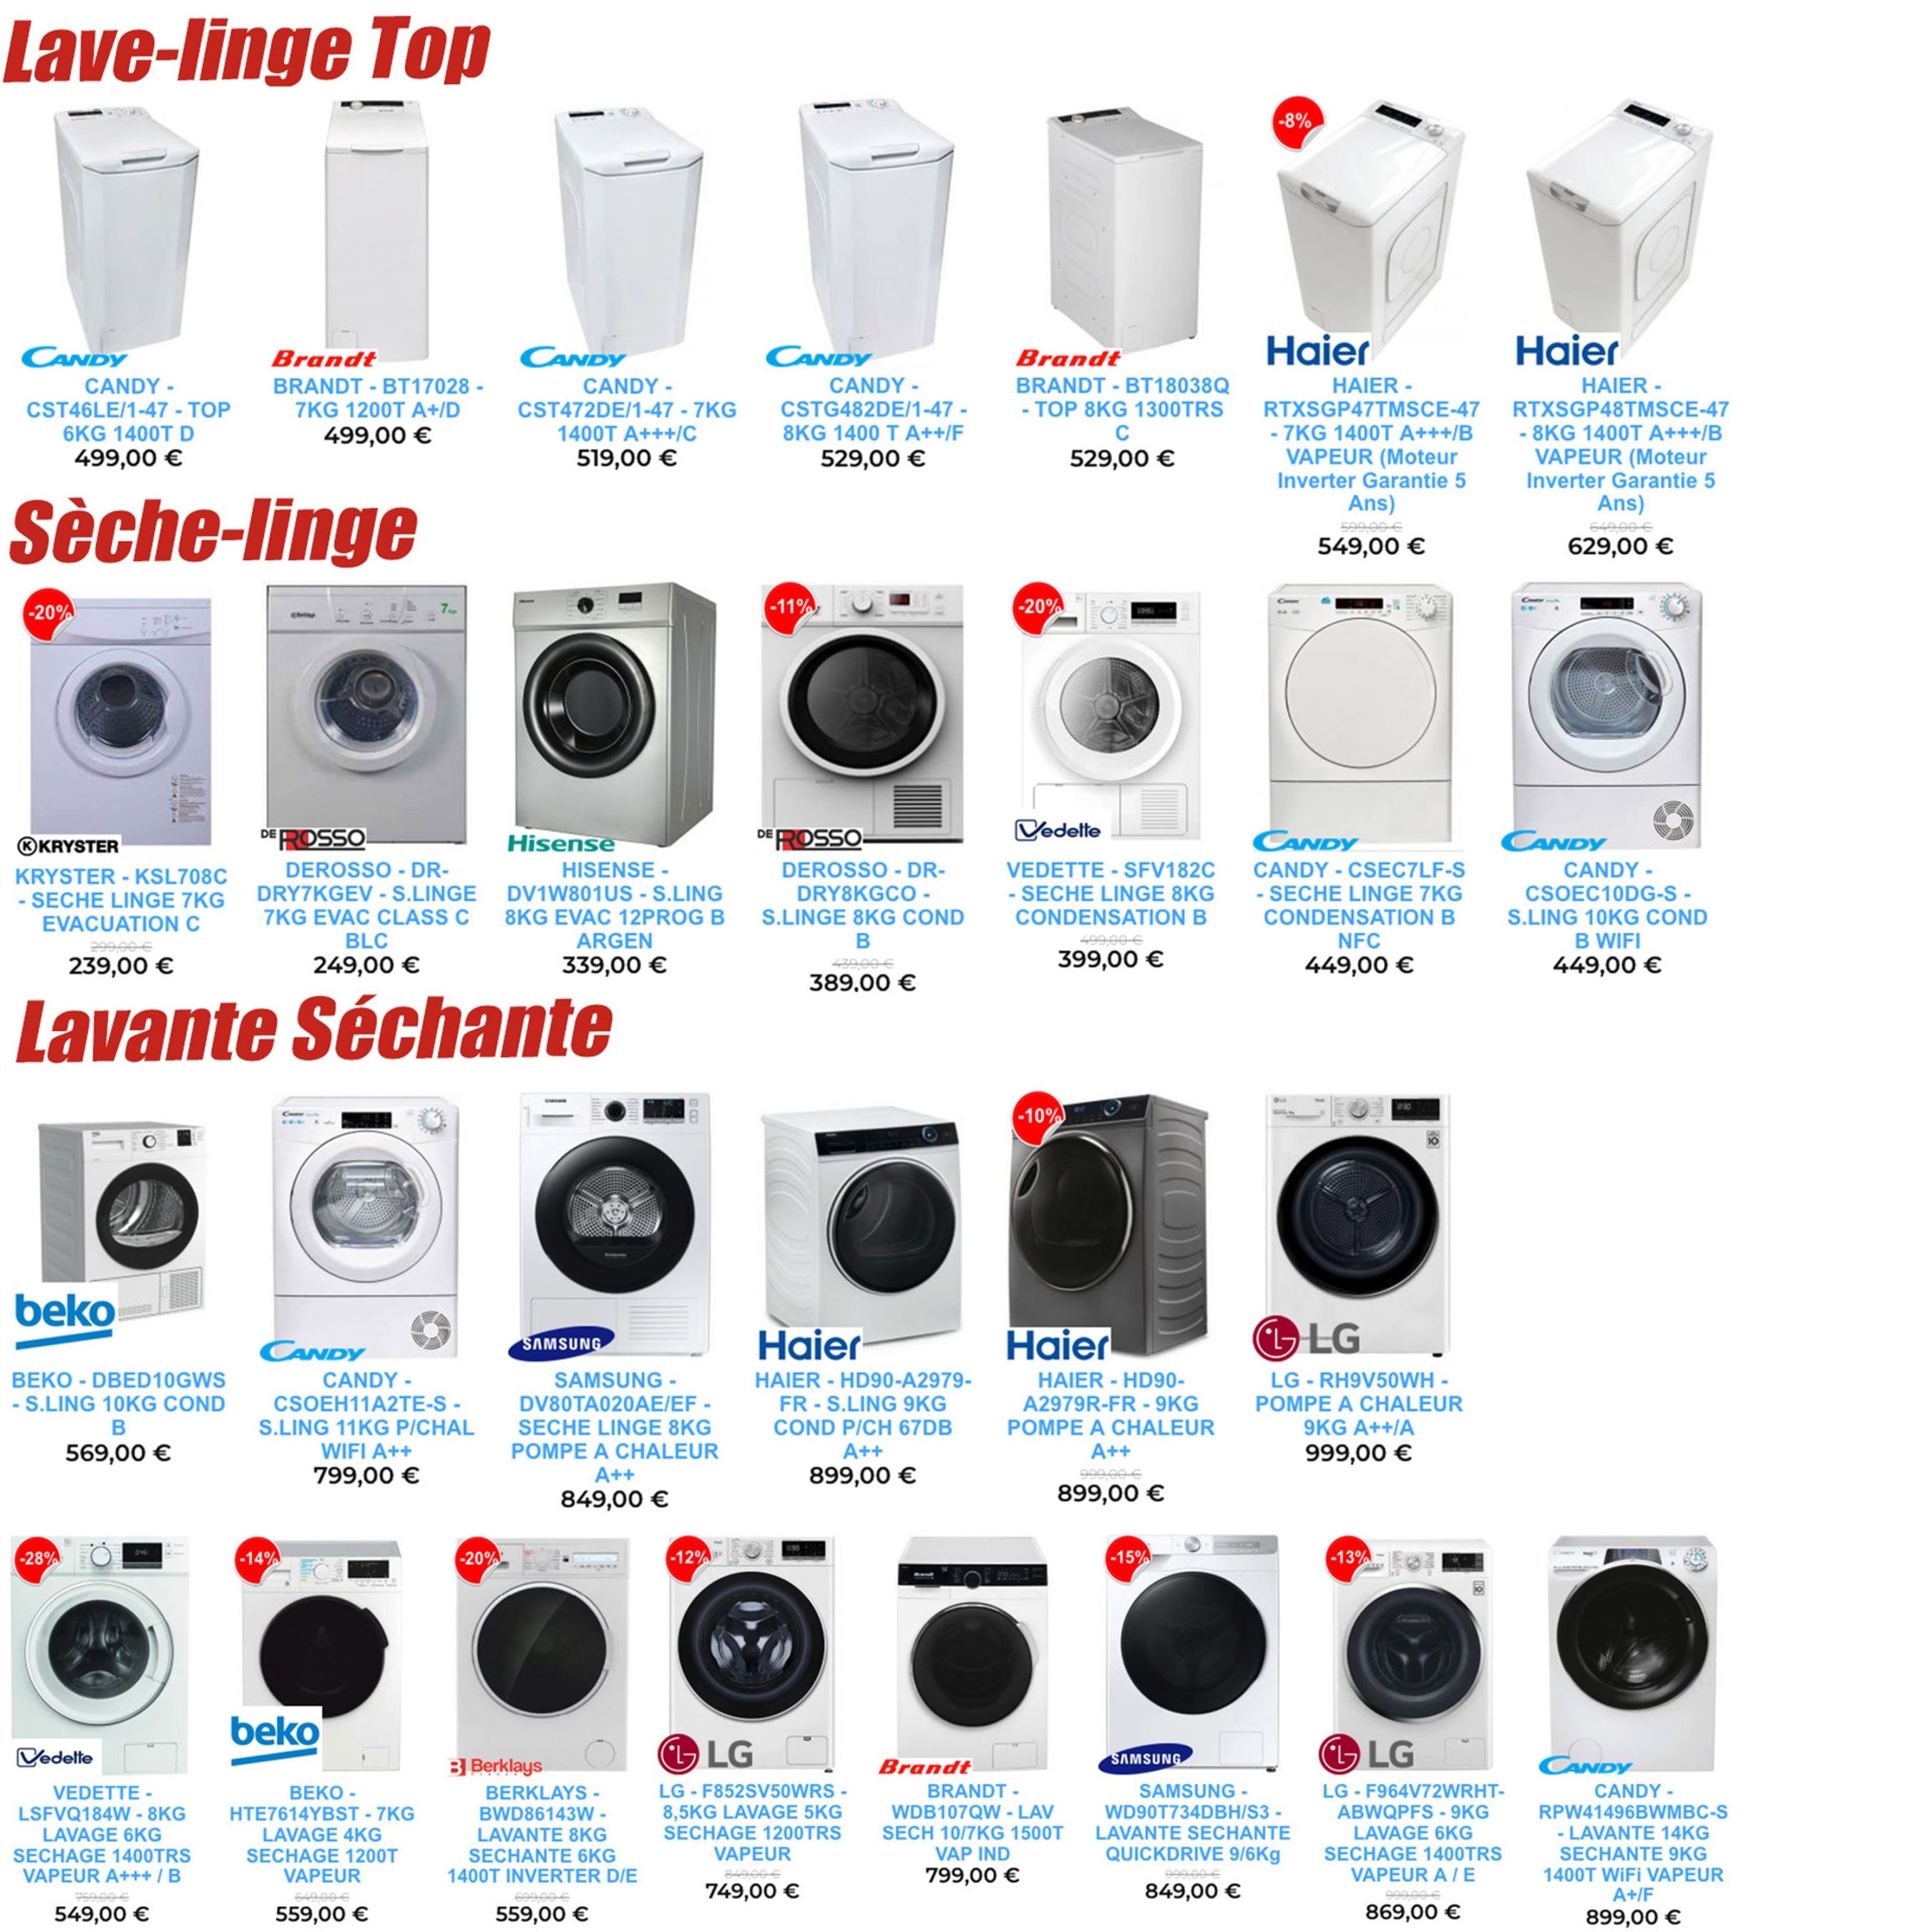 Lave-linge Top
-8%
CANDY
Brandt
CANDY
CANDY
Brandt
Haier
Haier
CANDY -
CST46LE/1-47 - TOP
6KG 1400T D
499,00 €
BRANDT - BT17028 -
7KG 1200T A+/D
499,00 €
CANDY -
CST472DE/1-47 - 7KG
1400T A+++/C
519,00 €
CANDY -
CSTG482DE/1-47 -
8KG 1400 T A++/F
529,00 €
BRANDT - BT18038Q
- TOP 8KG 1300TRS
C
529,00 €
HAIER -
RTXSGP47TMSCE-47
- 7KG 1400T A+++/B
VAPEUR (Moteur
Inverter Garantie 5
Ans)
599,00 €
549,00 €
HAIER -
RTXSGP48TMSCE-47
- 8KG 1400T A+++/B
VAPEUR (Moteur
Inverter Garantie 5
Ans)
649,00 €
629,00 €
Sèche-linge
-20%
KRYSTER
KRYSTER - KSL708C
- SECHE LINGE 7KG
EVACUATION C
299,00 €
239,00 €
7
DE ROSSO
DEROSSO - DR-
DRY7KGEV - S.LINGE
7KG EVAC CLASS C
BLC
249,00 €
Hisense
HISENSE -
DV1W801US - S.LING
8KG EVAC 12PROG B
ARGEN
339,00 €
-11%
DE ROSSO
DEROSSO - DR-
DRY8KGCO -
S.LINGE 8KG COND
B
439,00 €
389,00 €
-20%
Vedette
VEDETTE - SFV182C
- SECHE LINGE 8KG
CONDENSATION B
499,00 €
399,00 €
CANDY
CANDY - CSEC7LF-S
- SECHE LINGE 7KG
CONDENSATION B
NFC
449,00 €
CANDY
CANDY -
CSOEC10DG-S -
S.LING 10KG COND
B WIFI
449,00 €
Lavante Séchante
beko
BEKO - DBED10GWS
- S.LING 10KG COND
B
569,00 €
CANDY
CANDY -
CSOEH11A2TE-S -
S.LING 11KG P/CHAL
WIFI A++
799,00 €
SAMSUNG
SAMSUNG
SAMSUNG -
DV80TA020AE/EF -
SECHE LINGE 8KG
POMPE A CHALEUR
A++
849,00 €
Haier
HAIER - HD90-A2979-
FR - S.LING 9KG
COND P/CH 67DB
A++
899,00 €
-10%
Haier
HAIER - HD90-
A2979R-FR - 9KG
POMPE A CHALEUR
A++
999,00 €
899,00 €
LG
LG - RH9V50WH -
POMPE A CHALEUR
9KG A++/A
999,00 €
-28%
Vedette
VEDETTE -
LSFVQ184W - 8KG
LAVAGE 6KG
SECHAGE 1400TRS
VAPEUR A+++ / B
759,00 €
549,00 €
-14%
beko
BEKO -
HTE7614YBST - 7KG
LAVAGE 4KG
SECHAGE 1200T
VAPEUR
649,00 €
559,00 €
-20%
Berklays
BERKLAYS -
BWD86143W -
LAVANTE 8KG
SECHANTE 6KG
1400T INVERTER D/E
699,00 €
559,00 €
-12%
LG
LG - F852SV50WRS -
8,5KG LAVAGE 5KG
SECHAGE 1200TRS
VAPEUR
849,00 €
749,00 €
Brandt
Brandt
BRANDT -
WDB107QW - LAV
SECH 10/7KG 1500T
VAP IND
799,00 €
-15%
SAMSUNG
SAMSUNG -
WD90T734DBH/S3 -
LAVANTE SECHANTE
QUICKDRIVE 9/6Kg
999,00 €
849,00 €
-13%
LG
LG - F964V72WRHT-
ABWQPFS - 9KG
LAVAGE 6KG
SECHAGE 1400TRS
VAPEUR A / E
999,00 €
869,00 €
CANDY
CANDY -
RPW41496BWMBC-S
- LAVANTE 14KG
SECHANTE 9KG
1400T WiFi VAPEUR
A+/F
899,00 €